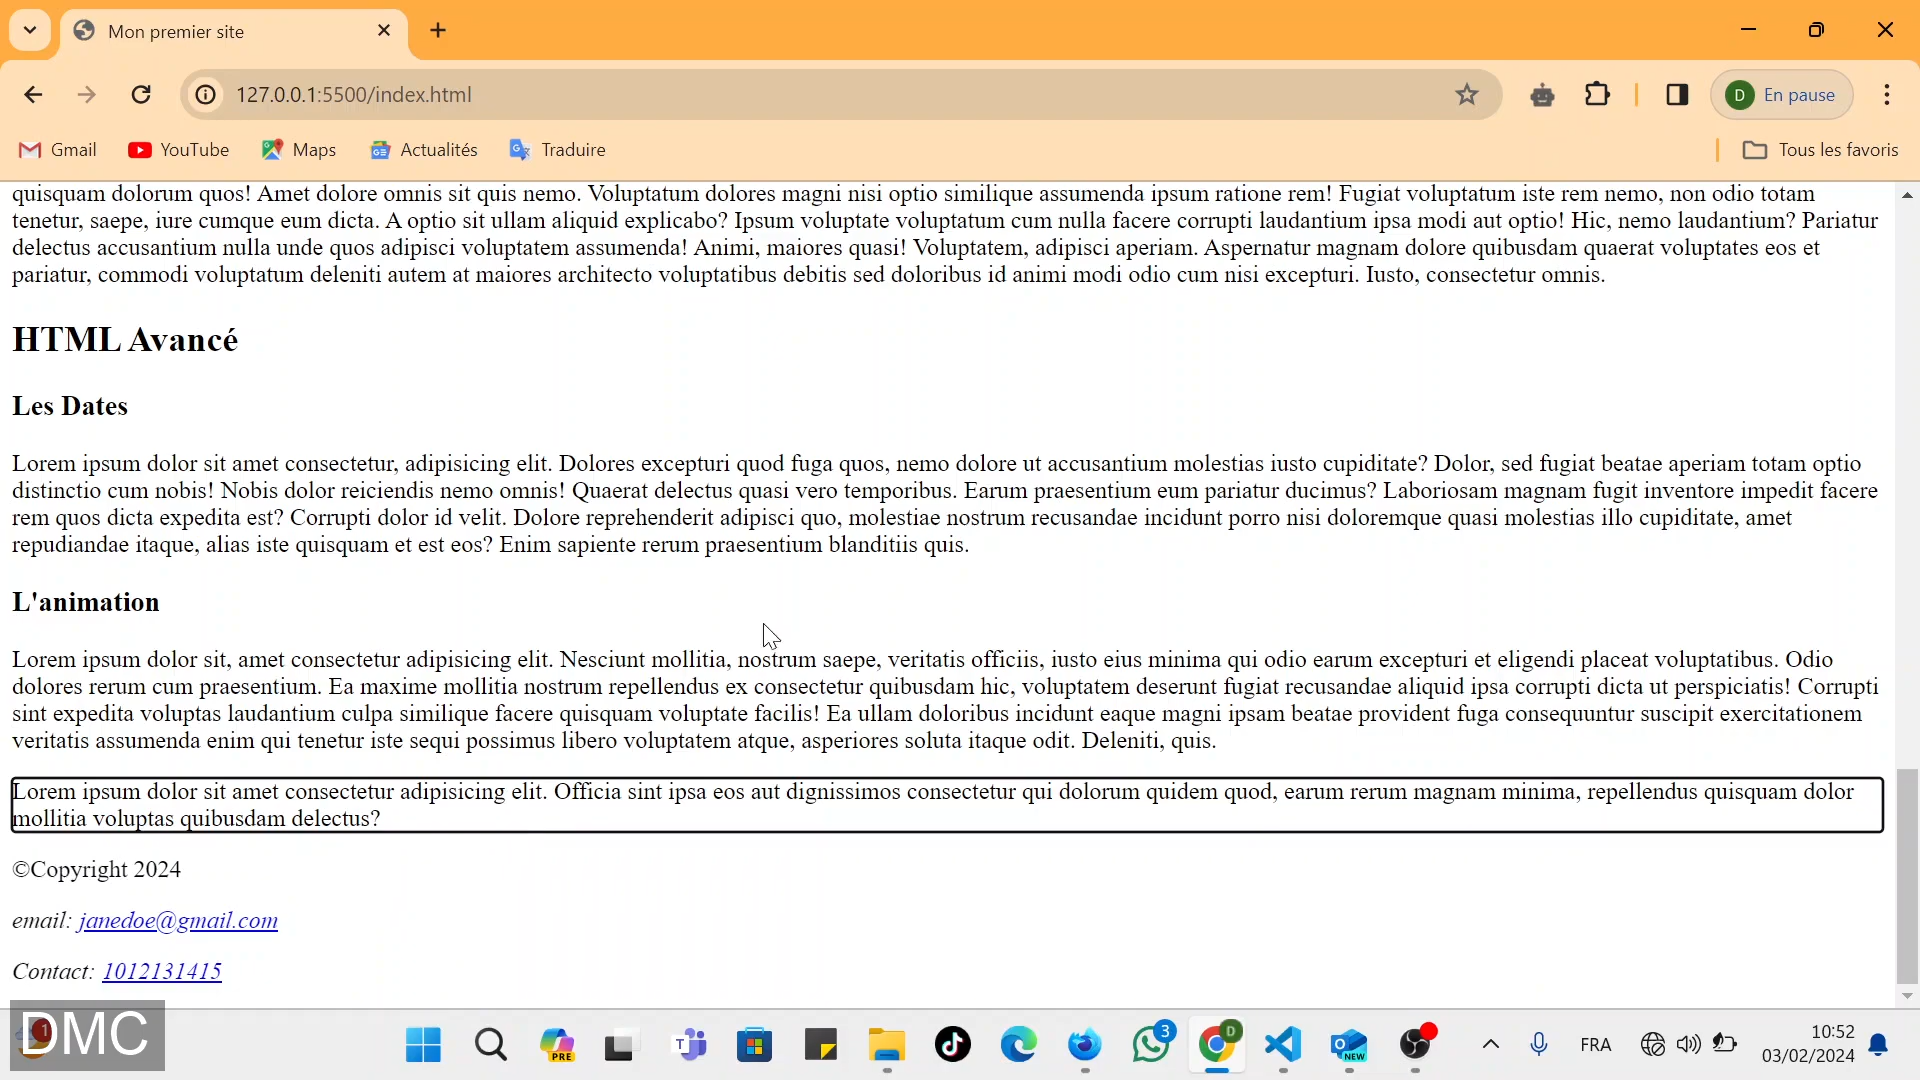 Mon premier site
127.0.0.1:5500/index.html
D
En pause
Gmail
YouTube
Maps
Actualités
Traduire
Tous les favoris
quisquam dolorum quos! Amet dolore omnis sit quis nemo. Voluptatum dolores magni nisi optio similique assumenda ipsum ratione rem! Fugiat voluptatum iste rem nemo, non odio totam
tenetur, saepe, iure cumque eum dicta. A optio sit ullam aliquid explicabo? Ipsum voluptate voluptatum cum nulla facere corrupti laudantium ipsa modi aut optio! Hic, nemo laudantium? Pariatur
delectus accusantium nulla unde quos adipisci voluptatem assumenda! Animi, maiores quasi! Voluptatem, adipisci aperiam. Aspernatur magnam dolore quibusdam quaerat voluptates eos et
pariatur, commodi voluptatum deleniti autem at maiores architecto voluptatibus debitis sed doloribus id animi modi odio cum nisi excepturi. Iusto, consectetur omnis.
HTML Avancé
Les Dates
Lorem ipsum dolor sit amet consectetur, adipisicing elit. Dolores excepturi quod fuga quos, nemo dolore ut accusantium molestias iusto cupiditate? Dolor, sed fugiat beatae aperiam totam optio
distinctio cum nobis! Nobis dolor reiciendis nemo omnis! Quaerat delectus quasi vero temporibus. Earum praesentium eum pariatur ducimus? Laboriosam magnam fugit inventore impedit facere
rem quos dicta expedita est? Corrupti dolor id velit. Dolore reprehenderit adipisci quo, molestiae nostrum recusandae incidunt porro nisi doloremque quasi molestias illo cupiditate, amet
repudiandae itaque, alias iste quisquam et est eos? Enim sapiente rerum praesentium blanditiis quis.
L'animation
Lorem ipsum dolor sit, amet consectetur adipisicing elit. Nesciunt mollitia, nostrum saepe, veritatis officiis, iusto eius minima qui odio earum excepturi et eligendi placeat voluptatibus. Odio
dolores rerum cum praesentium. Ea maxime mollitia nostrum repellendus ex consectetur quibusdam hic, voluptatem deserunt fugiat recusandae aliquid ipsa corrupti dicta ut perspiciatis! Corrupti
sint expedita voluptas laudantium culpa similique facere quisquam voluptate facilis! Ea ullam doloribus incidunt eaque magni ipsam beatae provident fuga consequuntur suscipit exercitationem
veritatis assumenda enim qui tenetur iste sequi possimus libero voluptatem atque, asperiores soluta itaque odit. Deleniti, quis.
Lorem ipsum dolor sit amet consectetur adipisicing elit. Officia sint ipsa eos aut dignissimos consectetur qui dolorum quidem quod, earum rerum magnam minima, repellendus quisquam dolor
mollitia voluptas quibusdam delectus?
©Copyright 2024
email: janedoe@gmail.com
Contact: 1012131415
DMC
1
PRE
T
3
D
NEW
FRA
10:52
03/02/2024